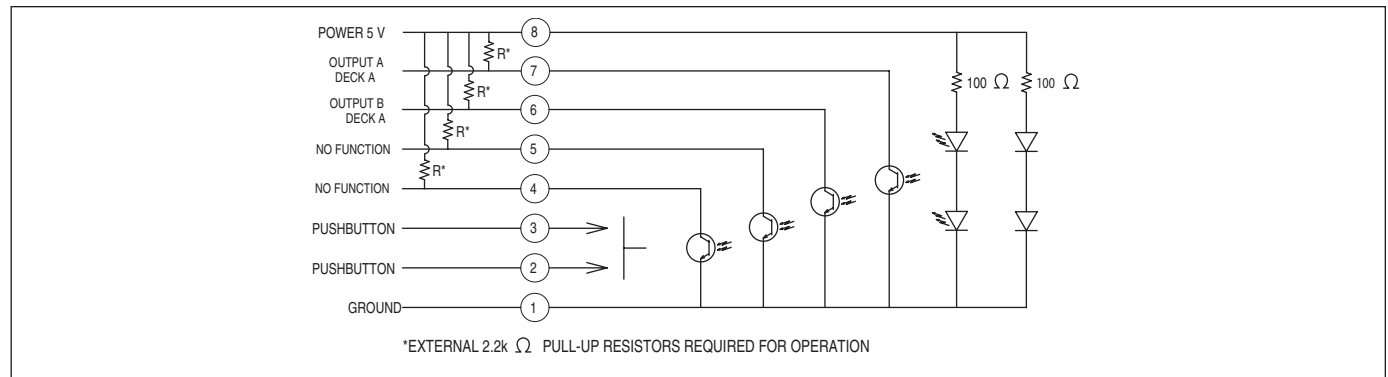 POWER 5 V
8
R*
OUTPUT A
DECK A
7
100 Ω
100 Ω
R*
OUTPUT B
DECK A
6
R*
NO FUNCTION
5
R*
NO FUNCTION
4
PUSHBUTTON
3
PUSHBUTTON
2
GROUND
1
*EXTERNAL 2.2k Ω PULL-UP RESISTORS REQUIRED FOR OPERATION